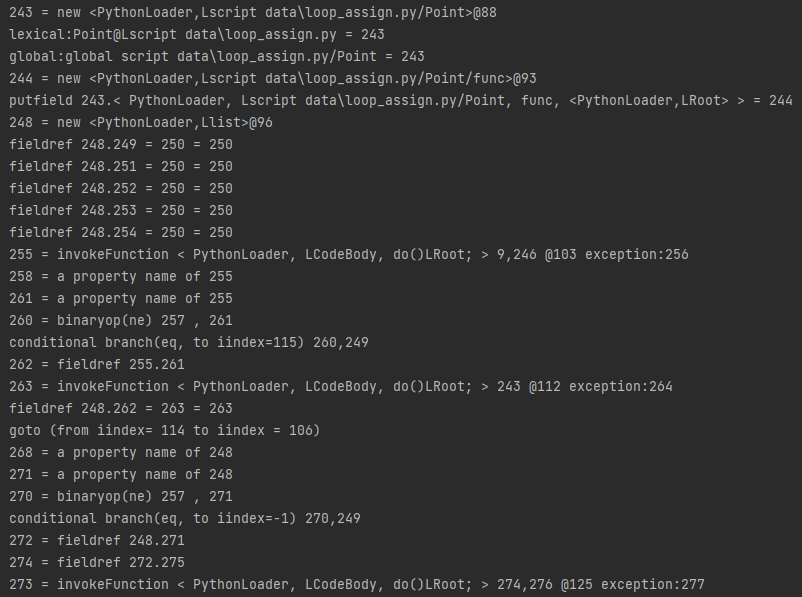 243 = new <PythonLoader,Lscript data\loop_assign.py/Point>@88
lexical:Point@Lscript data\loop_assign.py = 243
global:global script data\loop_assign.py/Point = 243
244 = new <PythonLoader,Lscript data\loop_assign.py/Point/func>@93
putfield 243.< PythonLoader, Lscript data\loop_assign.py/Point, func, <PythonLoader,LRoot> > = 244
248 = new <PythonLoader,Llist>@96
fieldref 248.249 = 250 = 250
fieldref 248.251 = 250 = 250
fieldref 248.252 = 250 = 250
fieldref 248.253 = 250 = 250
fieldref 248.254 = 250 = 250
255 = invokeFunction < PythonLoader, LCodeBody, do()LRoot; > 9,246 @103 exception:256
258 = a property name of 255
261 = a property name of 255
260 = binaryop(ne) 257 , 261
conditional branch(eq, to iindex=115) 260,249
262 = fieldref 255.261
263 = invokeFunction < PythonLoader, LCodeBody, do()LRoot; > 243 @112 exception:264
fieldref 248.262 = 263 = 263
goto (from iindex= 114 to iindex = 106)
268 = a property name of 248
271 = a property name of 248
270 = binaryop(ne) 257 , 271
conditional branch(eq, to iindex=-1) 270,249
272 = fieldref 248.271
274 = fieldref 272.275
273 = invokeFunction < PythonLoader, LCodeBody, do()LRoot; > 274,276 @125 exception:277